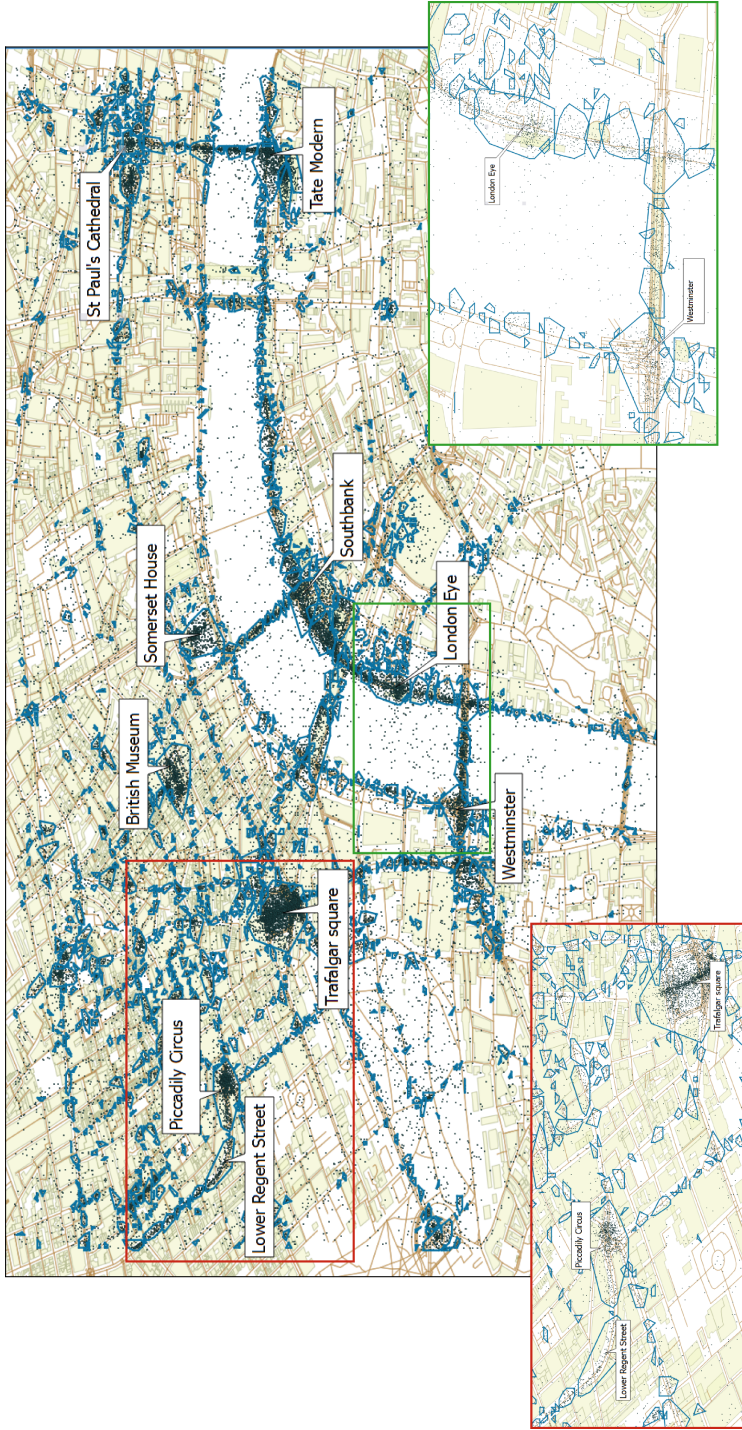 St Paul's Cathedral
Tate Modern
Somerset House
Southbank
British Museum
London Eye
Westminster
Trafalgar square
Piccadily Circus
Lower Regent Street
London Eye
Westminster
Trafalgar square
Piccadily Circus
Lower Regent Street